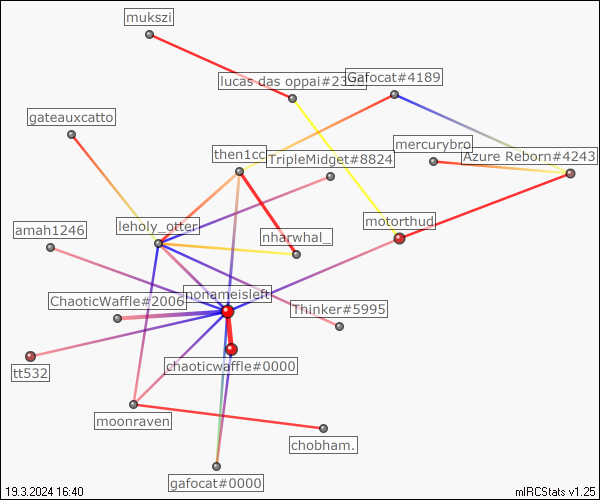 mukszi
lucas das oppai#2353
Gafocat#4189
gateauxcatto
then1cc
TripleMidget#8824
mercurybro
Azure Reborn#4243
amah1246
leholy_otter
nharwhal_
motorthud
ChaoticWaffle#2006
nonameisleft
Thinker#5995
tt532
chaoticwaffle#0000
moonraven
chobham.
gafocat#0000
19.3.2024 16:40
mIRCStats v1.25